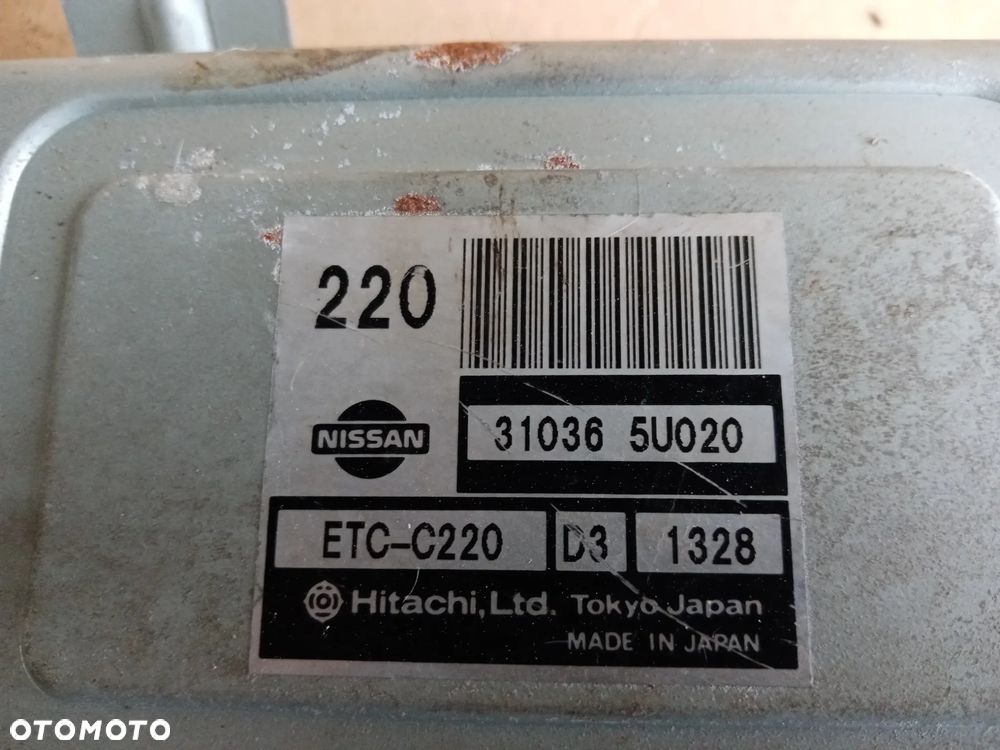 220
NISSAN
31036 5U020
ETC-C220 D3 1328
Hitachi, Ltd. Tokyo Japan
MADE IN JAPAN
OTOMOTO